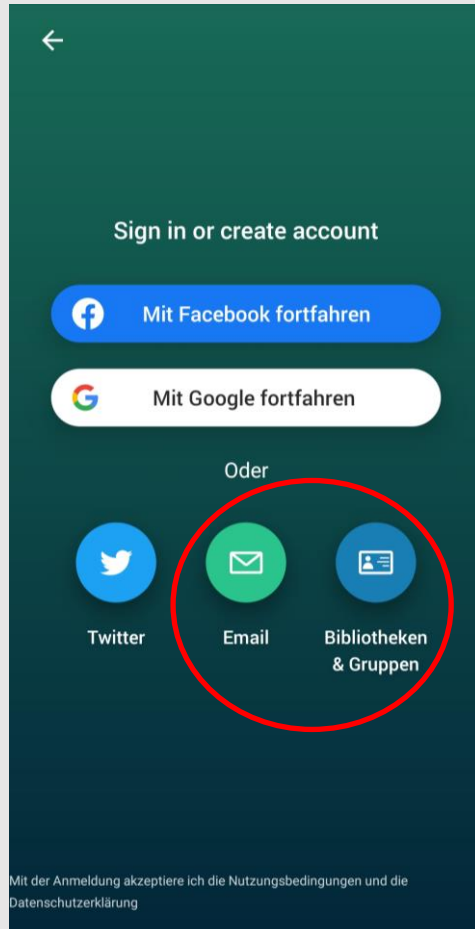 Sign in or create account
Mit Facebook fortfahren
Mit Google fortfahren
Oder
Twitter
Email
Bibliotheken
& Gruppen
Mit der Anmeldung akzeptiere ich die Nutzungsbedingungen und die
Datenschutzerklärung